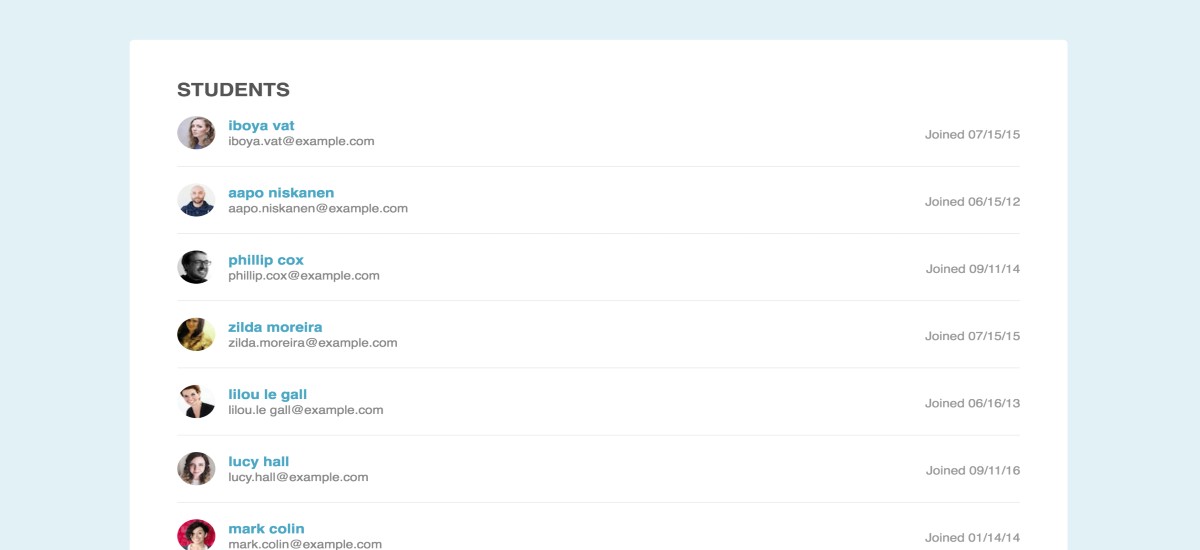 STUDENTS
iboya vat
iboya.vat@example.com
Joined 07/15/15
aapo niskanen
aapo.niskanen@example.com
Joined 06/15/12
phillip cox
phillip.cox@example.com
Joined 09/11/14
zilda moreira
zilda.moreira@example.com
Joined 07/15/15
lilou le gall
lilou.le gall@example.com
Joined 06/16/13
lucy hall
lucy.hall@example.com
Joined 09/11/16
mark colin
mark.colin@example.com
Joined 01/14/14